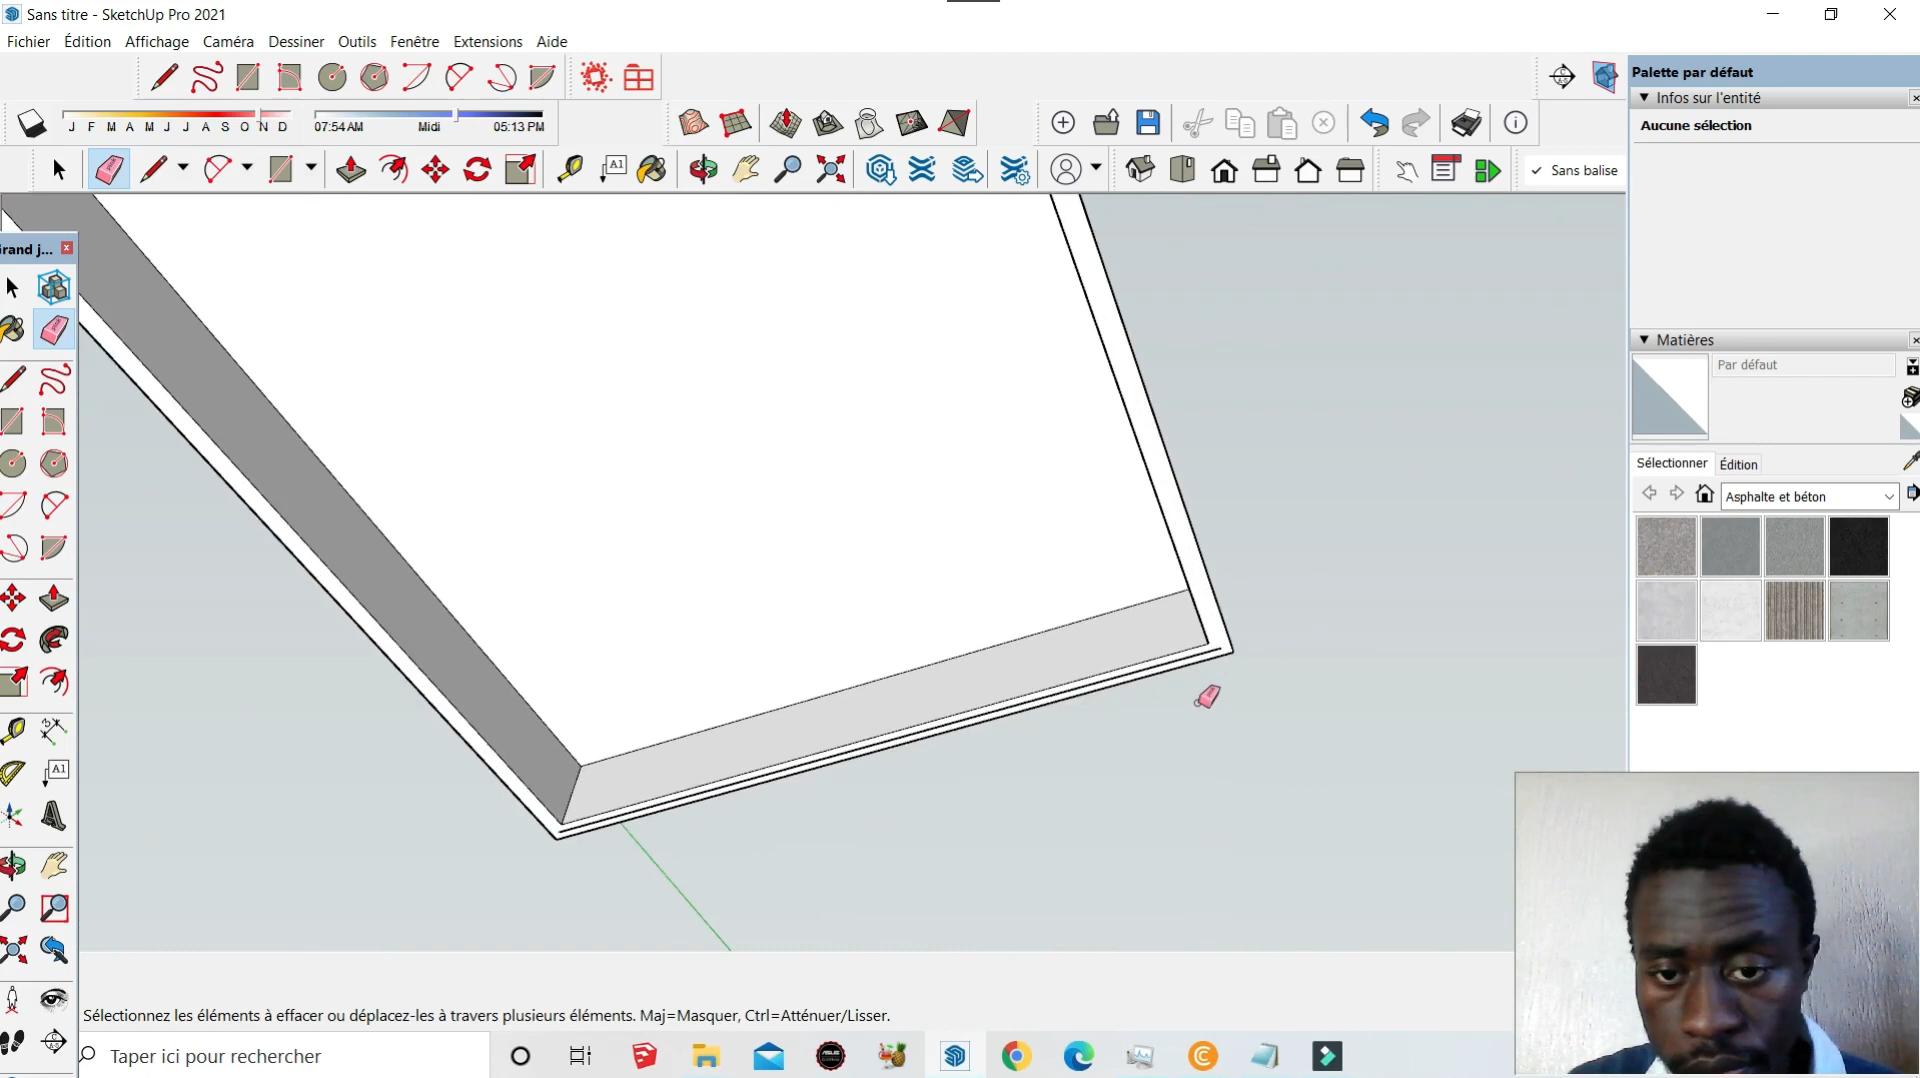 Sans titre - SketchUp Pro 2021
Fichier Édition Affichage Caméra Dessiner Outils Fenêtre Extensions Aide
J F M A M J J A S O N D
07:54 AM Midi 05:13 PM
A1
Sans balise
Palette par défaut
Infos sur l'entité
Aucune sélection
Grand j...
Matières
Par défaut
Sélectionner Édition
Asphalte et béton
A1
Sélectionnez les éléments à effacer ou déplacez-les à travers plusieurs éléments. Maj=Masquer, Ctrl=Atténuer/Lisser.
Taper ici pour rechercher